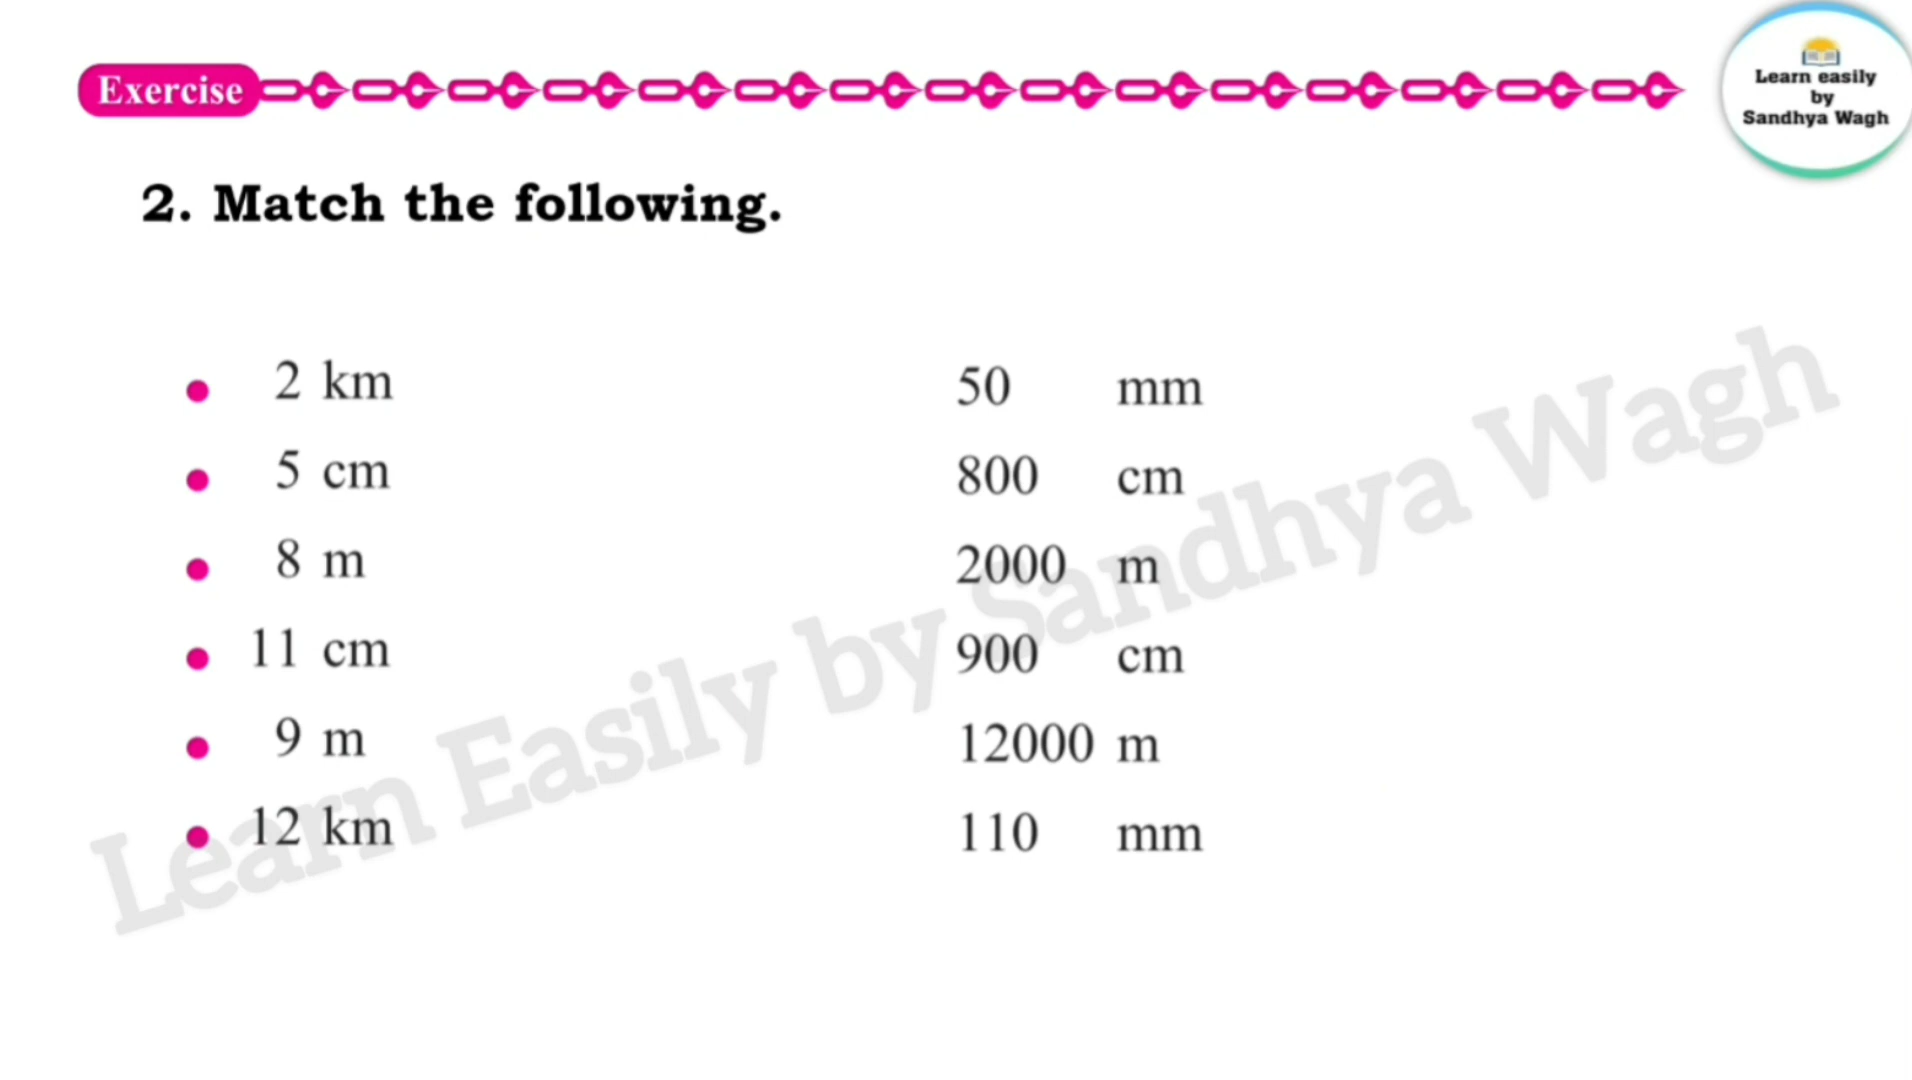 Exercise
Learn easily
by
Sandhya Wagh
2. Match the following.
2 km 50 mm
5 cm 800 cm
8 m 2000 m
11 cm 900 cm
9 m 12000 m
12 km 110 mm
Learn Easily by Sandhya Wagh